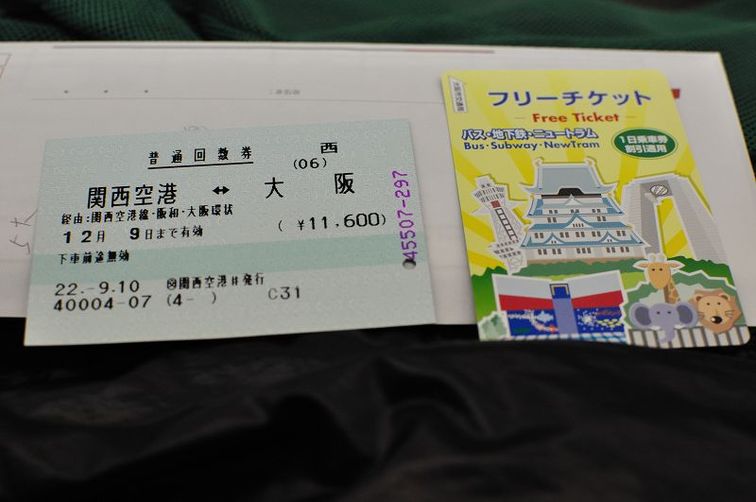 普通回数券
西
(06)
関西空港 ↔ 大阪
経由:関西空港線・阪和・大阪環状
12月 9日まで有効
(¥11,600)
下車前途無効
22.-9.10
関西空港
発行
40004-07 (4- ) C31
45507-297
フリーチケット
Free Ticket
バス・地下鉄・ニュートラム
Bus・Subway・NewTram
1日乗車券
割引適用